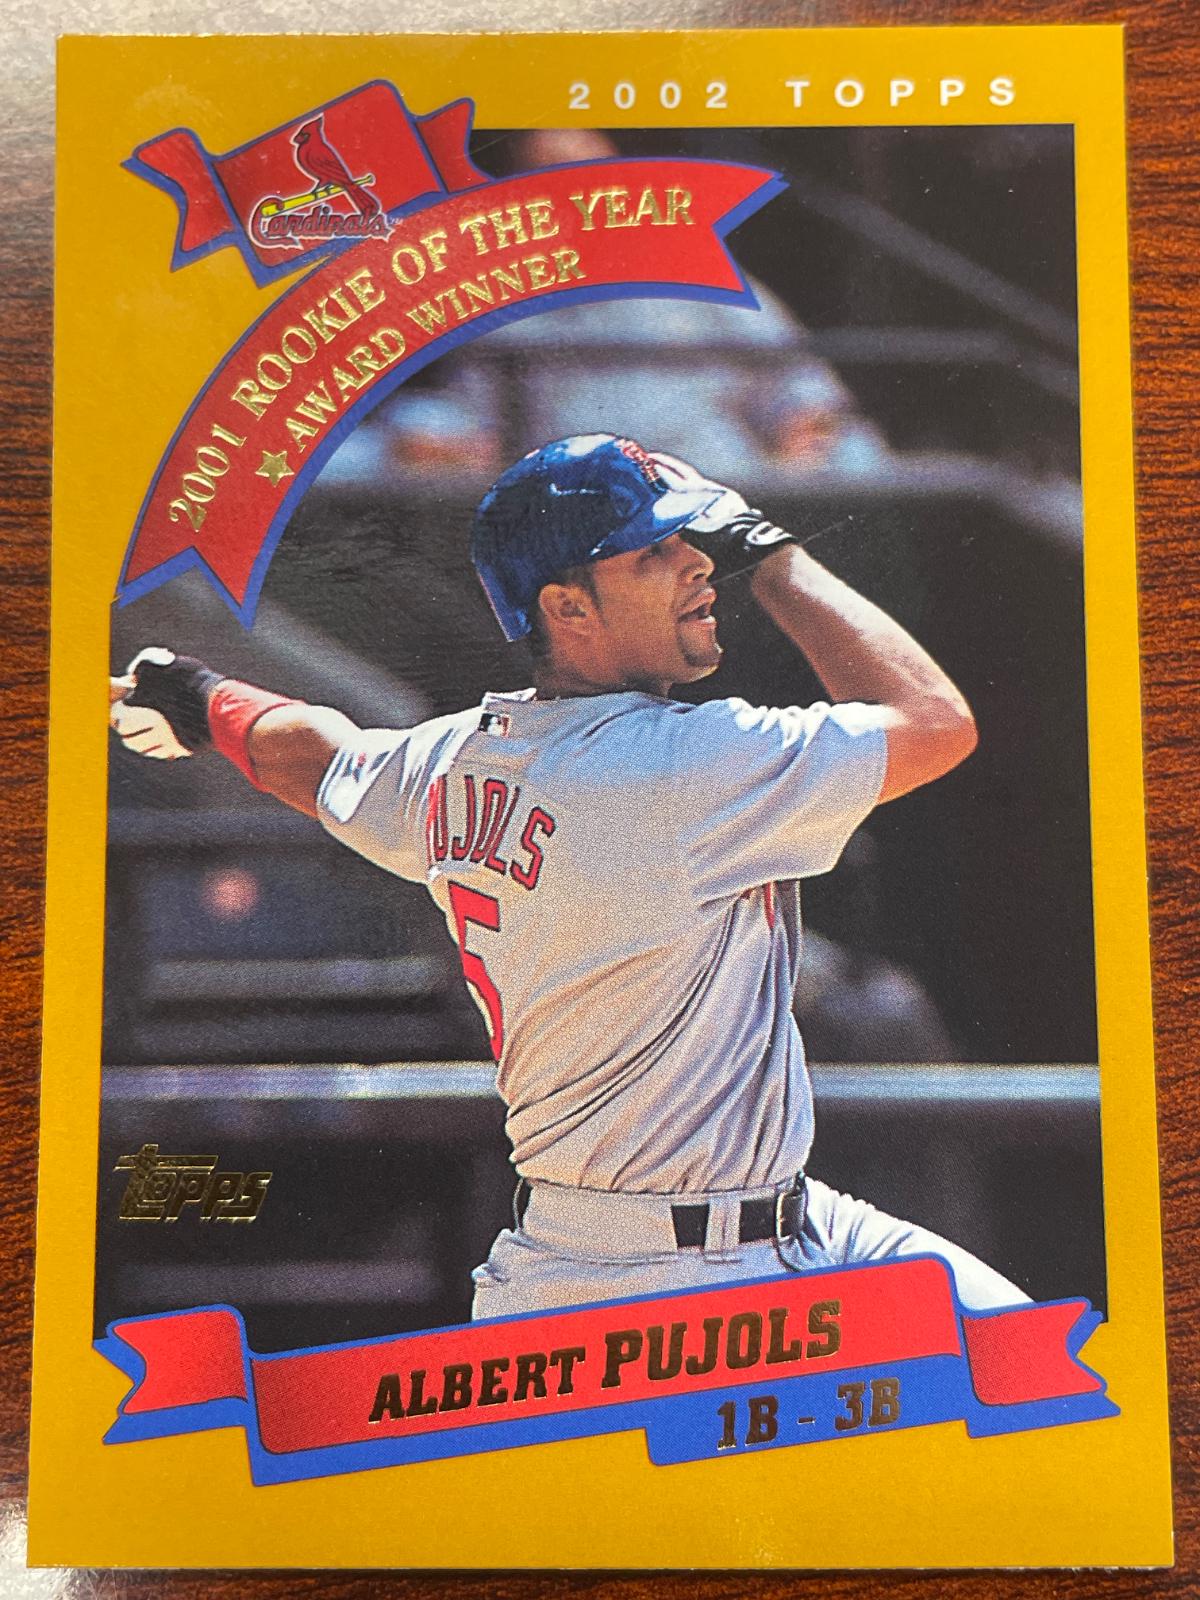 2002 TOPPS
Cardinals
2001 ROOKIE OF THE YEAR
AWARD WINNER
PUJOLS
5
Topps
ALBERT PUJOLS
1B - 3B